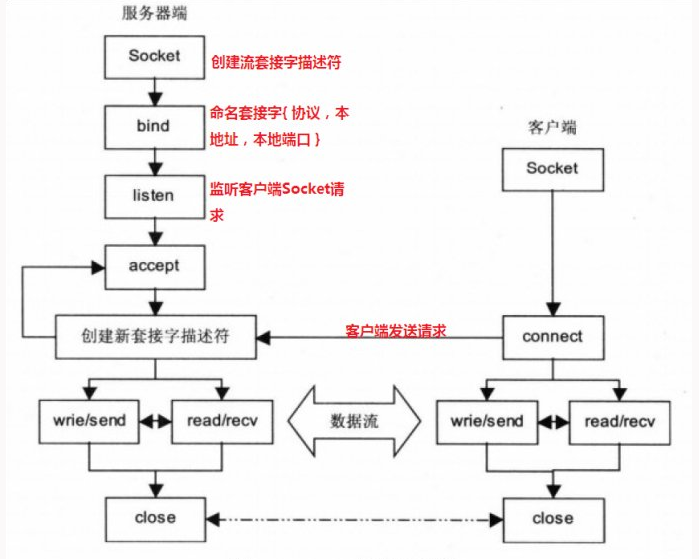 服务器端
Socket
创建流套接字描述符
bind
命名套接字{ 协议，本
地址，本地端口 }
listen
监听客户端Socket请
求
accept
创建新套接字描述符
客户端
Socket
客户端发送请求
connect
wrie/send
read/recv
数据流
wrie/send
read/recv
close
close